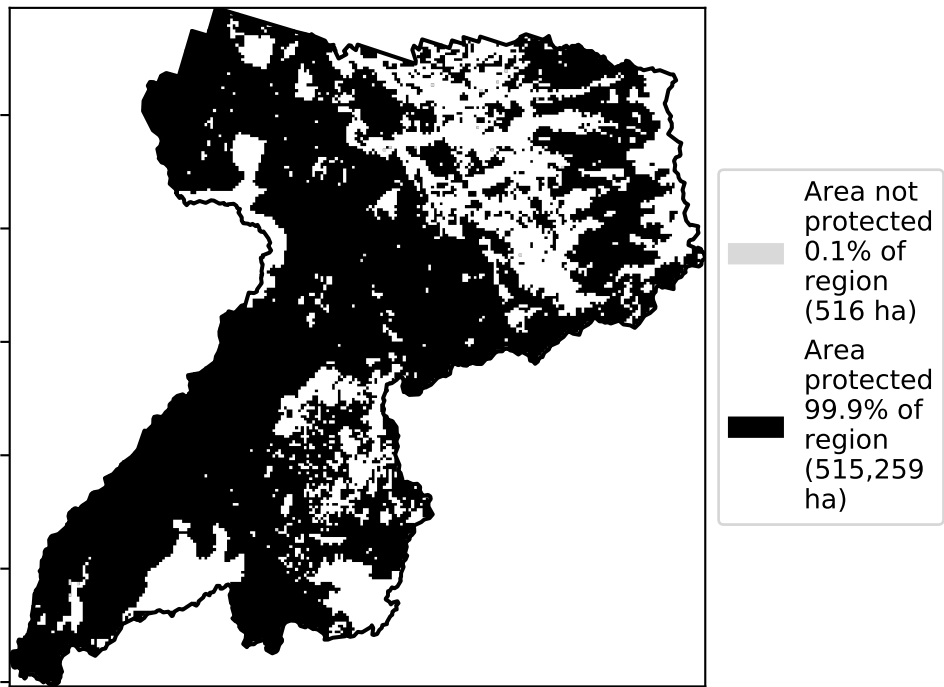 Area not
protected
0.1% of
region
(516 ha)
Area
protected
99.9% of
region
(515,259
ha)